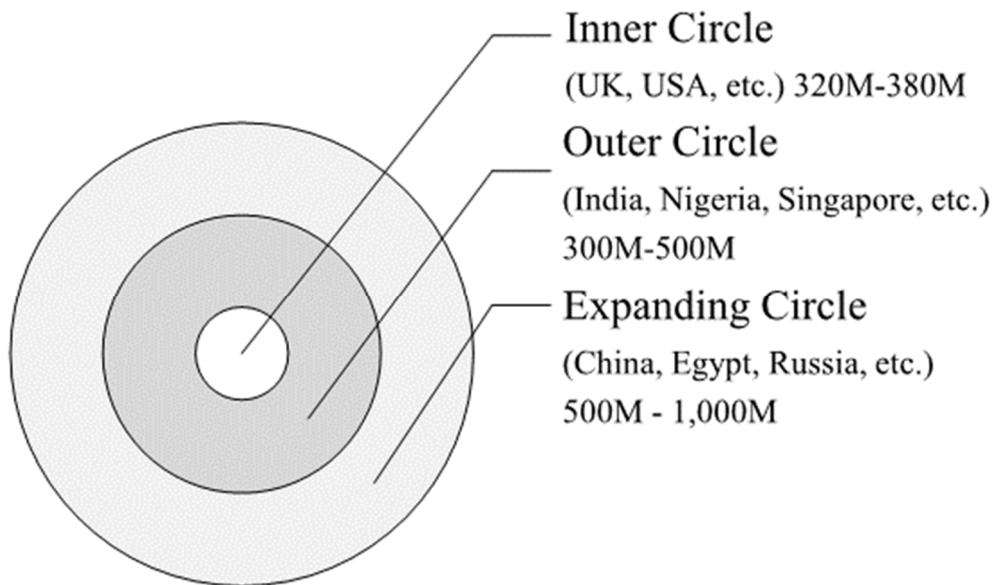 Inner Circle
(UK, USA, etc.) 320M-380M
Outer Circle
(India, Nigeria, Singapore, etc.)
300M-500M
Expanding Circle
(China, Egypt, Russia, etc.)
500M - 1,000M